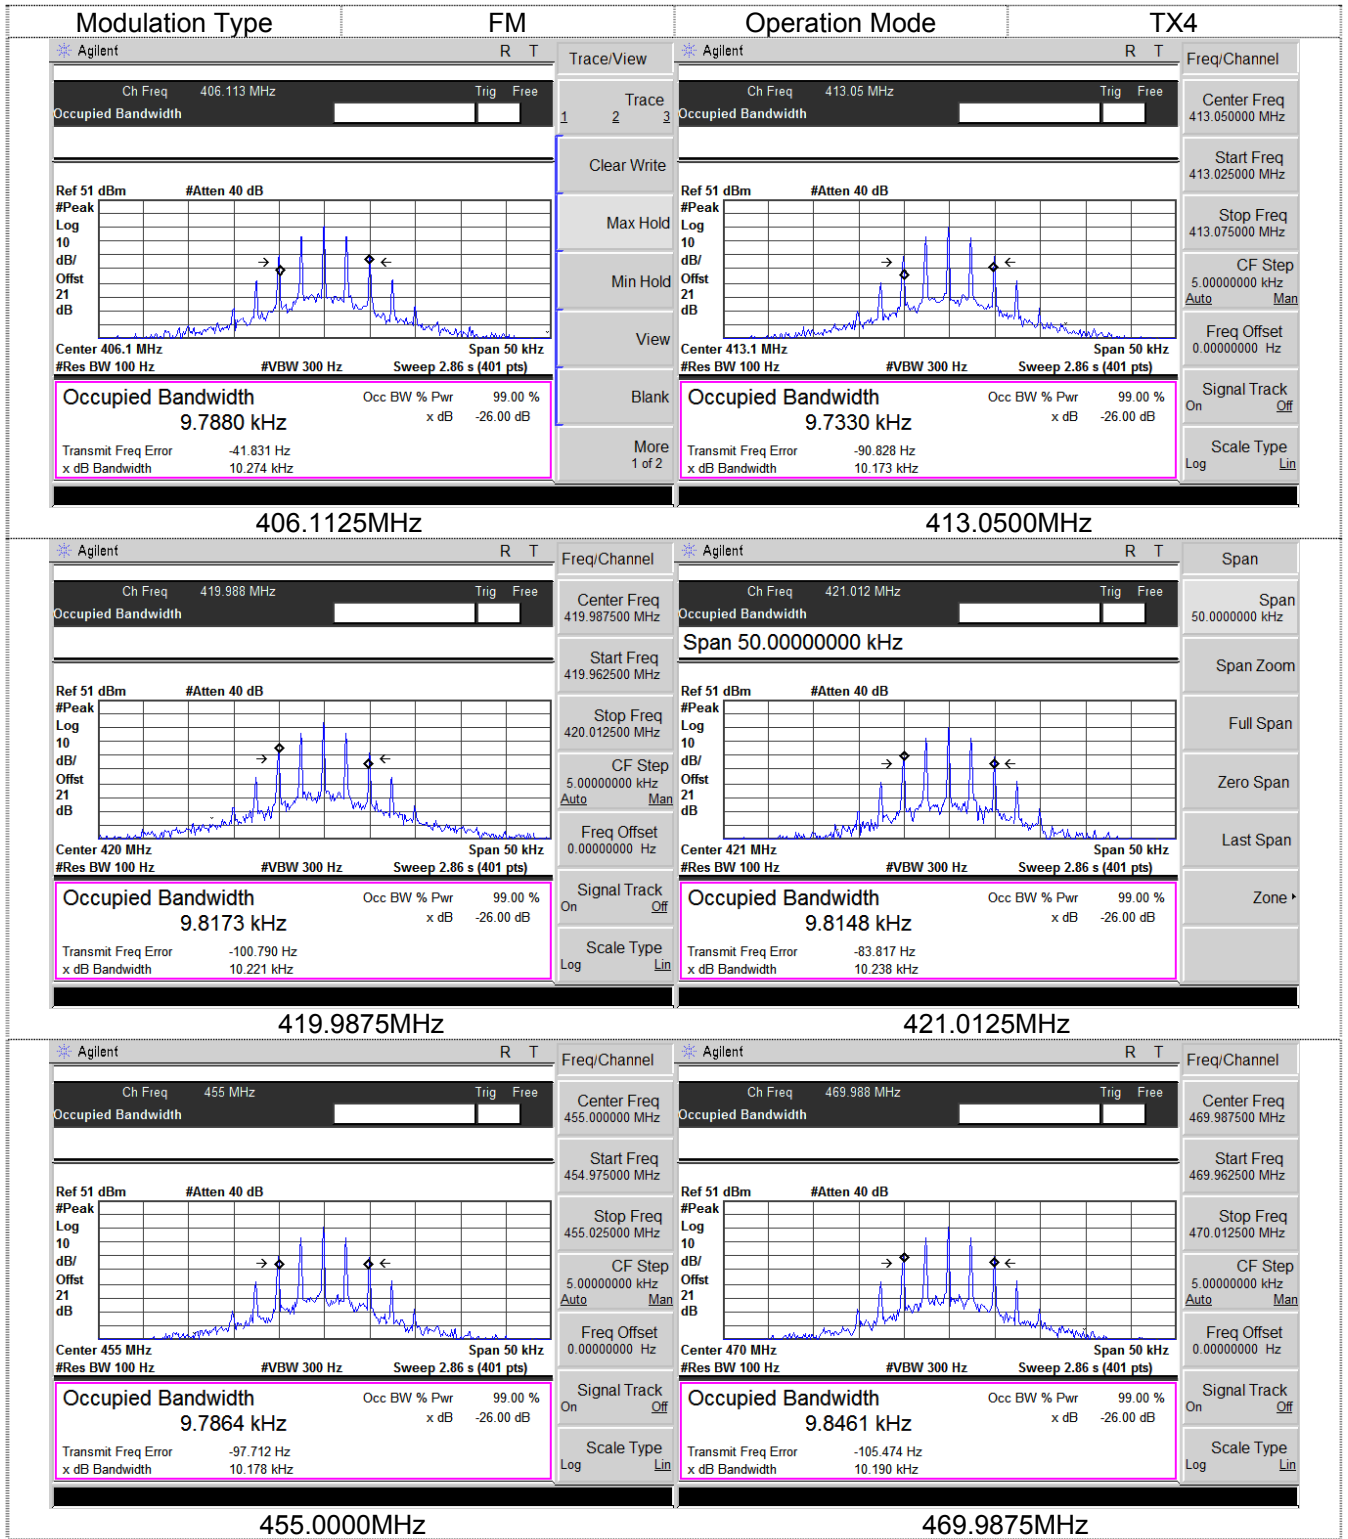 Modulation Type FM Operation Mode TX4
Agilent R T Trace/View
Ch Freq 406.113 MHz Trig Free
Occupied Bandwidth
Trace
1 2 3
Clear Write
Max Hold
Min Hold
View
Blank
More
1 of 2
Ref 51 dBm #Atten 40 dB
#Peak
Log
10
dB/
Offst
21
dB
Center 406.1 MHz Span 50 kHz
#Res BW 100 Hz #VBW 300 Hz Sweep 2.86 s (401 pts)
Occupied Bandwidth Occ BW % Pwr 99.00 %
9.7880 kHz x dB -26.00 dB
Transmit Freq Error -41.831 Hz
x dB Bandwidth 10.274 kHz
406.1125MHz
Agilent R T Freq/Channel
Ch Freq 413.05 MHz Trig Free
Occupied Bandwidth
Center Freq
413.050000 MHz
Start Freq
413.025000 MHz
Stop Freq
413.075000 MHz
CF Step
5.00000000 kHz
Auto Man
Freq Offset
0.00000000 Hz
Signal Track
On Off
Scale Type
Log Lin
Ref 51 dBm #Atten 40 dB
#Peak
Log
10
dB/
Offst
21
dB
Center 413.1 MHz Span 50 kHz
#Res BW 100 Hz #VBW 300 Hz Sweep 2.86 s (401 pts)
Occupied Bandwidth Occ BW % Pwr 99.00 %
9.7330 kHz x dB -26.00 dB
Transmit Freq Error -90.828 Hz
x dB Bandwidth 10.173 kHz
413.0500MHz
Agilent R T Freq/Channel
Ch Freq 419.988 MHz Trig Free
Occupied Bandwidth
Center Freq
419.987500 MHz
Start Freq
419.962500 MHz
Stop Freq
420.012500 MHz
CF Step
5.00000000 kHz
Auto Man
Freq Offset
0.00000000 Hz
Signal Track
On Off
Scale Type
Log Lin
Ref 51 dBm #Atten 40 dB
#Peak
Log
10
dB/
Offst
21
dB
Center 420 MHz Span 50 kHz
#Res BW 100 Hz #VBW 300 Hz Sweep 2.86 s (401 pts)
Occupied Bandwidth Occ BW % Pwr 99.00 %
9.8173 kHz x dB -26.00 dB
Transmit Freq Error -100.790 Hz
x dB Bandwidth 10.221 kHz
419.9875MHz
Agilent R T Span
Ch Freq 421.012 MHz Trig Free
Occupied Bandwidth
Span 50.00000000 kHz
Span
50.0000000 kHz
Span Zoom
Full Span
Zero Span
Last Span
Zone
Ref 51 dBm #Atten 40 dB
#Peak
Log
10
dB/
Offst
21
dB
Center 421 MHz Span 50 kHz
#Res BW 100 Hz #VBW 300 Hz Sweep 2.86 s (401 pts)
Occupied Bandwidth Occ BW % Pwr 99.00 %
9.8148 kHz x dB -26.00 dB
Transmit Freq Error -83.817 Hz
x dB Bandwidth 10.238 kHz
421.0125MHz
Agilent R T Freq/Channel
Ch Freq 455 MHz Trig Free
Occupied Bandwidth
Center Freq
455.000000 MHz
Start Freq
454.975000 MHz
Stop Freq
455.025000 MHz
CF Step
5.00000000 kHz
Auto Man
Freq Offset
0.00000000 Hz
Signal Track
On Off
Scale Type
Log Lin
Ref 51 dBm #Atten 40 dB
#Peak
Log
10
dB/
Offst
21
dB
Center 455 MHz Span 50 kHz
#Res BW 100 Hz #VBW 300 Hz Sweep 2.86 s (401 pts)
Occupied Bandwidth Occ BW % Pwr 99.00 %
9.7864 kHz x dB -26.00 dB
Transmit Freq Error -97.712 Hz
x dB Bandwidth 10.178 kHz
455.0000MHz
Agilent R T Freq/Channel
Ch Freq 469.988 MHz Trig Free
Occupied Bandwidth
Center Freq
469.987500 MHz
Start Freq
469.962500 MHz
Stop Freq
470.012500 MHz
CF Step
5.00000000 kHz
Auto Man
Freq Offset
0.00000000 Hz
Signal Track
On Off
Scale Type
Log Lin
Ref 51 dBm #Atten 40 dB
#Peak
Log
10
dB/
Offst
21
dB
Center 470 MHz Span 50 kHz
#Res BW 100 Hz #VBW 300 Hz Sweep 2.86 s (401 pts)
Occupied Bandwidth Occ BW % Pwr 99.00 %
9.8461 kHz x dB -26.00 dB
Transmit Freq Error -105.474 Hz
x dB Bandwidth 10.190 kHz
469.9875MHz